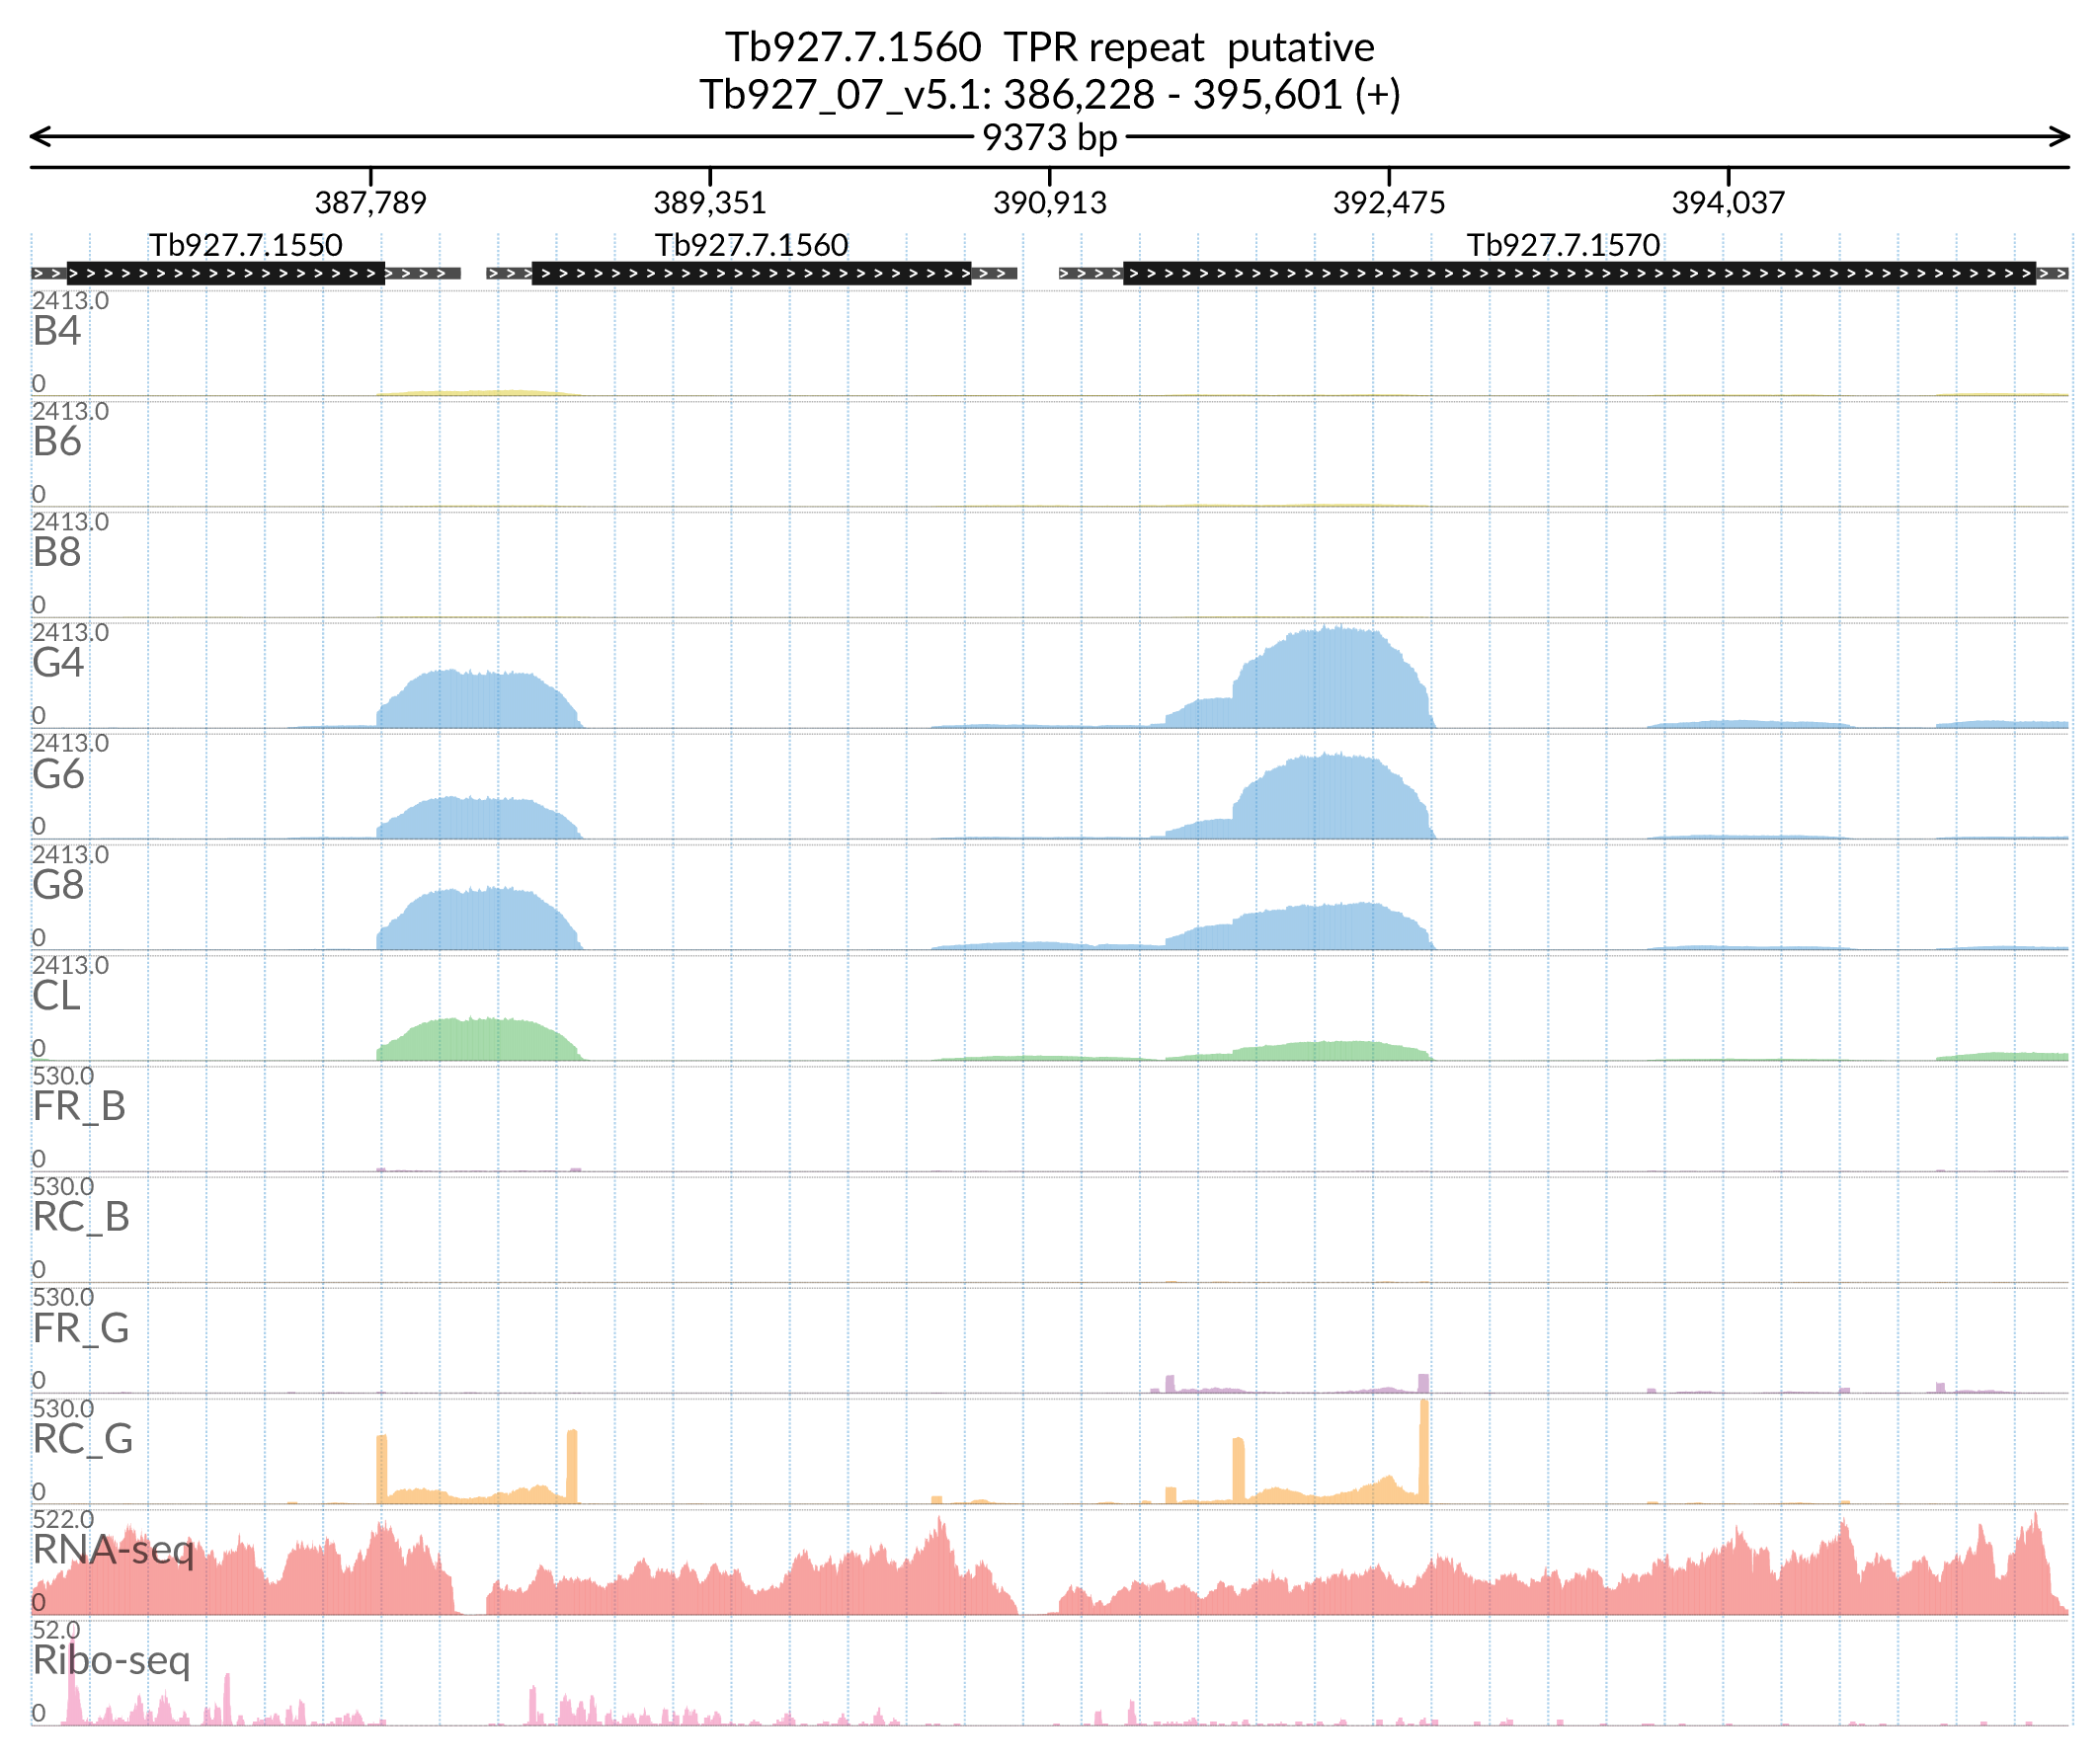 Tb927.7.1560  TPR repeat  putative
Tb927_07_v5.1: 386,228 - 395,601 (+)
9373 bp
387,789 389,351 390,913 392,475 394,037
Tb927.7.1550 Tb927.7.1560 Tb927.7.1570
2413.0
B4
0
2413.0
B6
0
2413.0
B8
0
2413.0
G4
0
2413.0
G6
0
2413.0
G8
0
2413.0
CL
0
530.0
FR_B
0
530.0
RC_B
0
530.0
FR_G
0
530.0
RC_G
0
522.0
RNA-seq
0
52.0
Ribo-seq
0